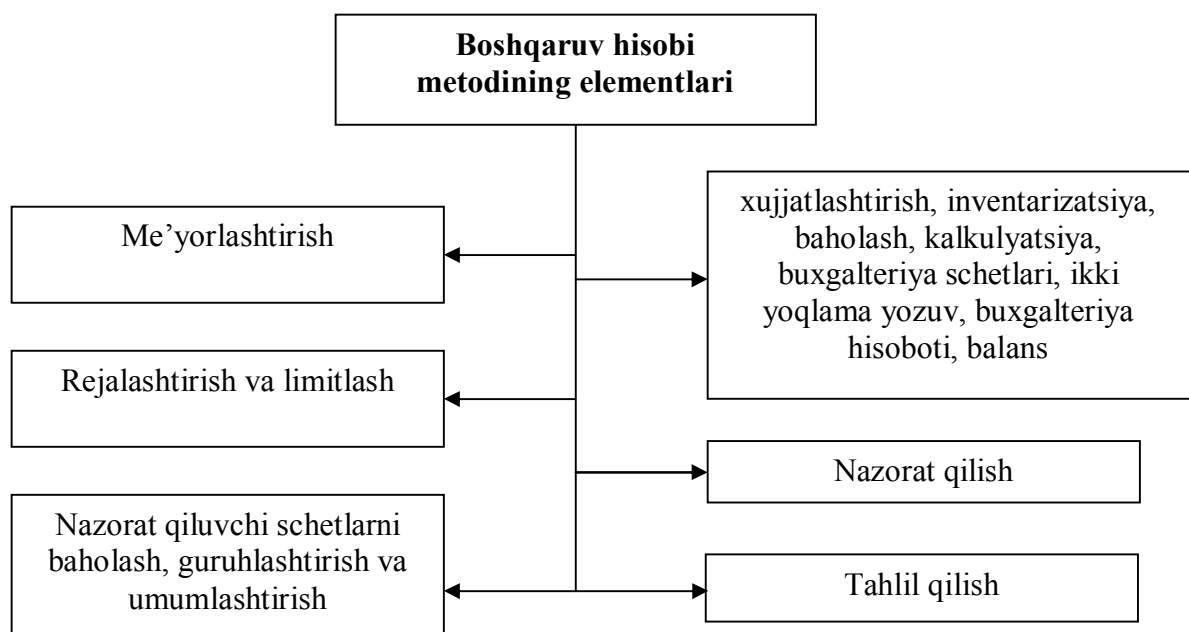 Boshqaruv hisobi
metodining elementlari
Me’yorlashtirish
xujjatlashtirish, inventarizatsiya,
baholash, kalkulyatsiya,
buxgalteriya schetlari, ikki
yoqlama yozuv, buxgalteriya
hisoboti, balans
Rejalashtirish va limitlash
Nazorat qilish
Nazorat qiluvchi schetlarni
baholash, guruhlashtirish va
umumlashtirish
Tahlil qilish